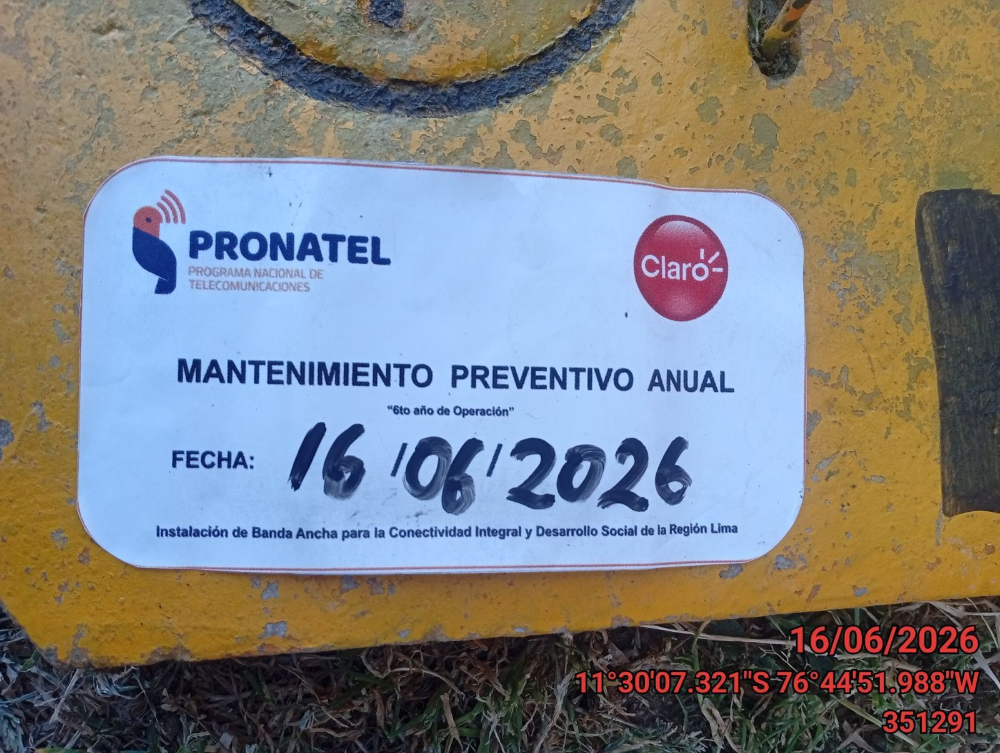 PRONATEL
PROGRAMA NACIONAL DE
TELECOMUNICACIONES
Claro
MANTENIMIENTO PREVENTIVO ANUAL
“6to año de Operación”
FECHA: 16/06/2026
Instalación de Banda Ancha para la Conectividad Integral y Desarrollo Social de la Región Lima
16/06/2026
11°30'07.321"S 76°44'51.988"W
351291